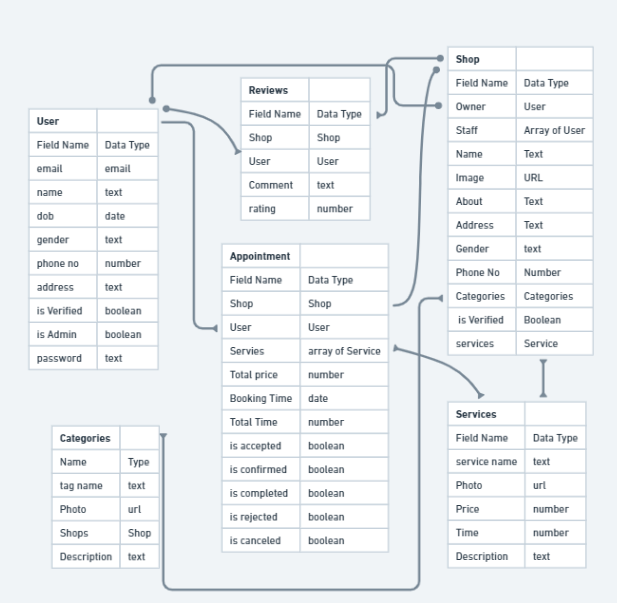 User
Field Name Data Type
email email
name text
dob date
gender text
phone no number
address text
is Verified boolean
is Admin boolean
password text
Reviews
Field Name Data Type
Shop Shop
User User
Comment text
rating number
Shop
Field Name Data Type
Owner User
Staff Array of User
Name Text
Image URL
About Text
Address Text
Gender text
Phone No Number
Categories Categories
is Verified Boolean
services Service
Appointment
Field Name Data Type
Shop Shop
User User
Servies array of Service
Total price number
Booking Time date
Total Time number
is accepted boolean
is confirmed boolean
is completed boolean
is rejected boolean
is canceled boolean
Categories
Name Type
tag name text
Photo url
Shops Shop
Description text
Services
Field Name Data Type
service name text
Photo url
Price number
Time number
Description text